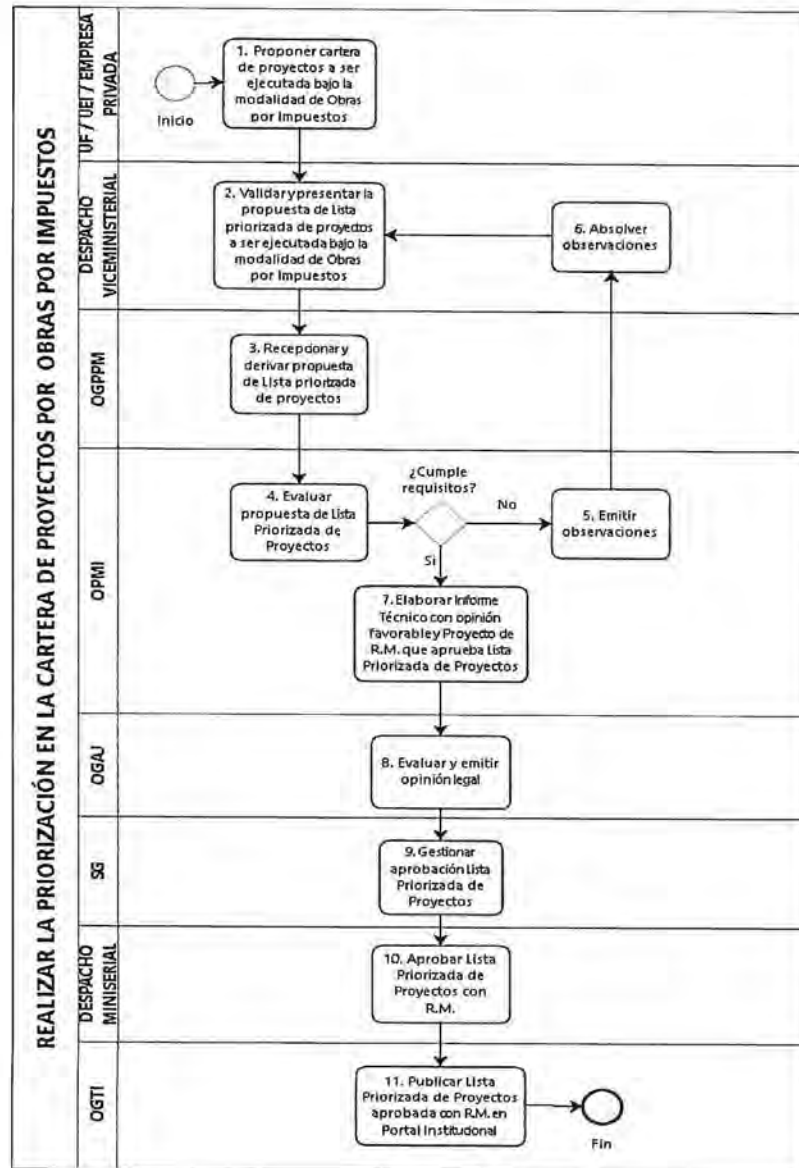 REALIZAR LA PRIORIZACIÓN EN LA CARTERA DE PROYECTOS POR OBRAS POR IMPUESTOS
UF / UEI / EMPRESA
PRIVADA
Inicio
1. Proponer cartera
de proyectos a ser
ejecutada bajo la
modalidad de Obras
por Impuestos
DESPACHO
VICEMINISTERIAL
2. Validar y presentar la
propuesta de Lista
priorizada de proyectos
a ser ejecutada bajo la
modalidad de Obras
por Impuestos
6. Absolver
observaciones
OGPPM
3. Recepcionar y
derivar propuesta
de Lista priorizada
de proyectos
OPMI
4. Evaluar
propuesta de Lista
Priorizada de
Proyectos
¿Cumple
requisitos?
No
Si
5. Emitir
observaciones
7. Elaborar Informe
Técnico con opinión
favorable y Proyecto de
R.M. que aprueba Lista
Priorizada de Proyectos
OGAJ
8. Evaluar y emitir
opinión legal
SG
9. Gestionar
aprobación Lista
Priorizada de
Proyectos
DESPACHO
MINISERIAL
10. Aprobar Lista
Priorizada de
Proyectos con
R.M.
OGTI
11. Publicar Lista
Priorizada de Proyectos
aprobada con R.M. en
Portal Institucional
Fin